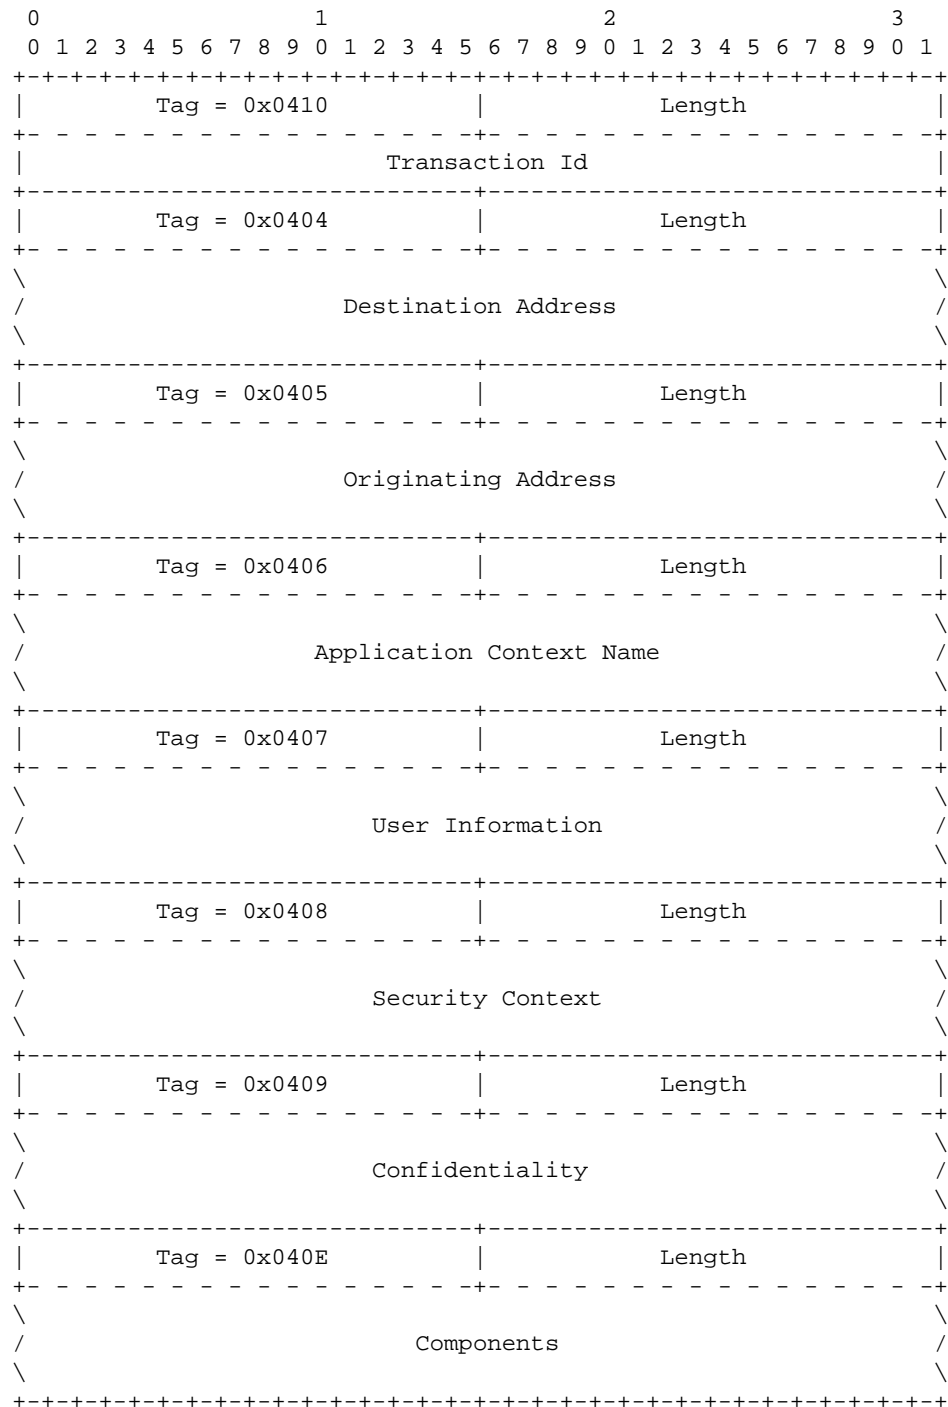 0                   1                   2                   3
 0 1 2 3 4 5 6 7 8 9 0 1 2 3 4 5 6 7 8 9 0 1 2 3 4 5 6 7 8 9 0 1
+-+-+-+-+-+-+-+-+-+-+-+-+-+-+-+-+-+-+-+-+-+-+-+-+-+-+-+-+-+-+-+-+
|         Tag = 0x0410          |            Length             |
+- - - - - - - - - - - - - - - -+- - - - - - - - - - - - - - - -+
|                         Transaction Id                        |
+-------------------------------+-------------------------------+
|         Tag = 0x0404          |            Length             |
+- - - - - - - - - - - - - - - -+- - - - - - - - - - - - - - - -+
\                                                               \
/                      Destination Address                      /
\                                                               \
+-------------------------------+-------------------------------+
|         Tag = 0x0405          |            Length             |
+- - - - - - - - - - - - - - - -+- - - - - - - - - - - - - - - -+
\                                                               \
/                      Originating Address                      /
\                                                               \
+-------------------------------+-------------------------------+
|         Tag = 0x0406          |            Length             |
+- - - - - - - - - - - - - - - -+- - - - - - - - - - - - - - - -+
\                                                               \
/                    Application Context Name                   /
\                                                               \
+-------------------------------+-------------------------------+
|         Tag = 0x0407          |            Length             |
+- - - - - - - - - - - - - - - -+- - - - - - - - - - - - - - - -+
\                                                               \
/                        User Information                       /
\                                                               \
+-------------------------------+-------------------------------+
|         Tag = 0x0408          |            Length             |
+- - - - - - - - - - - - - - - -+- - - - - - - - - - - - - - - -+
\                                                               \
/                        Security Context                       /
\                                                               \
+-------------------------------+-------------------------------+
|         Tag = 0x0409          |            Length             |
+- - - - - - - - - - - - - - - -+- - - - - - - - - - - - - - - -+
\                                                               \
/                        Confidentiality                        /
\                                                               \
+-------------------------------+-------------------------------+
|         Tag = 0x040E          |            Length             |
+- - - - - - - - - - - - - - - -+- - - - - - - - - - - - - - - -+
\                                                               \
/                           Components                          /
\                                                               \
+-+-+-+-+-+-+-+-+-+-+-+-+-+-+-+-+-+-+-+-+-+-+-+-+-+-+-+-+-+-+-+-+